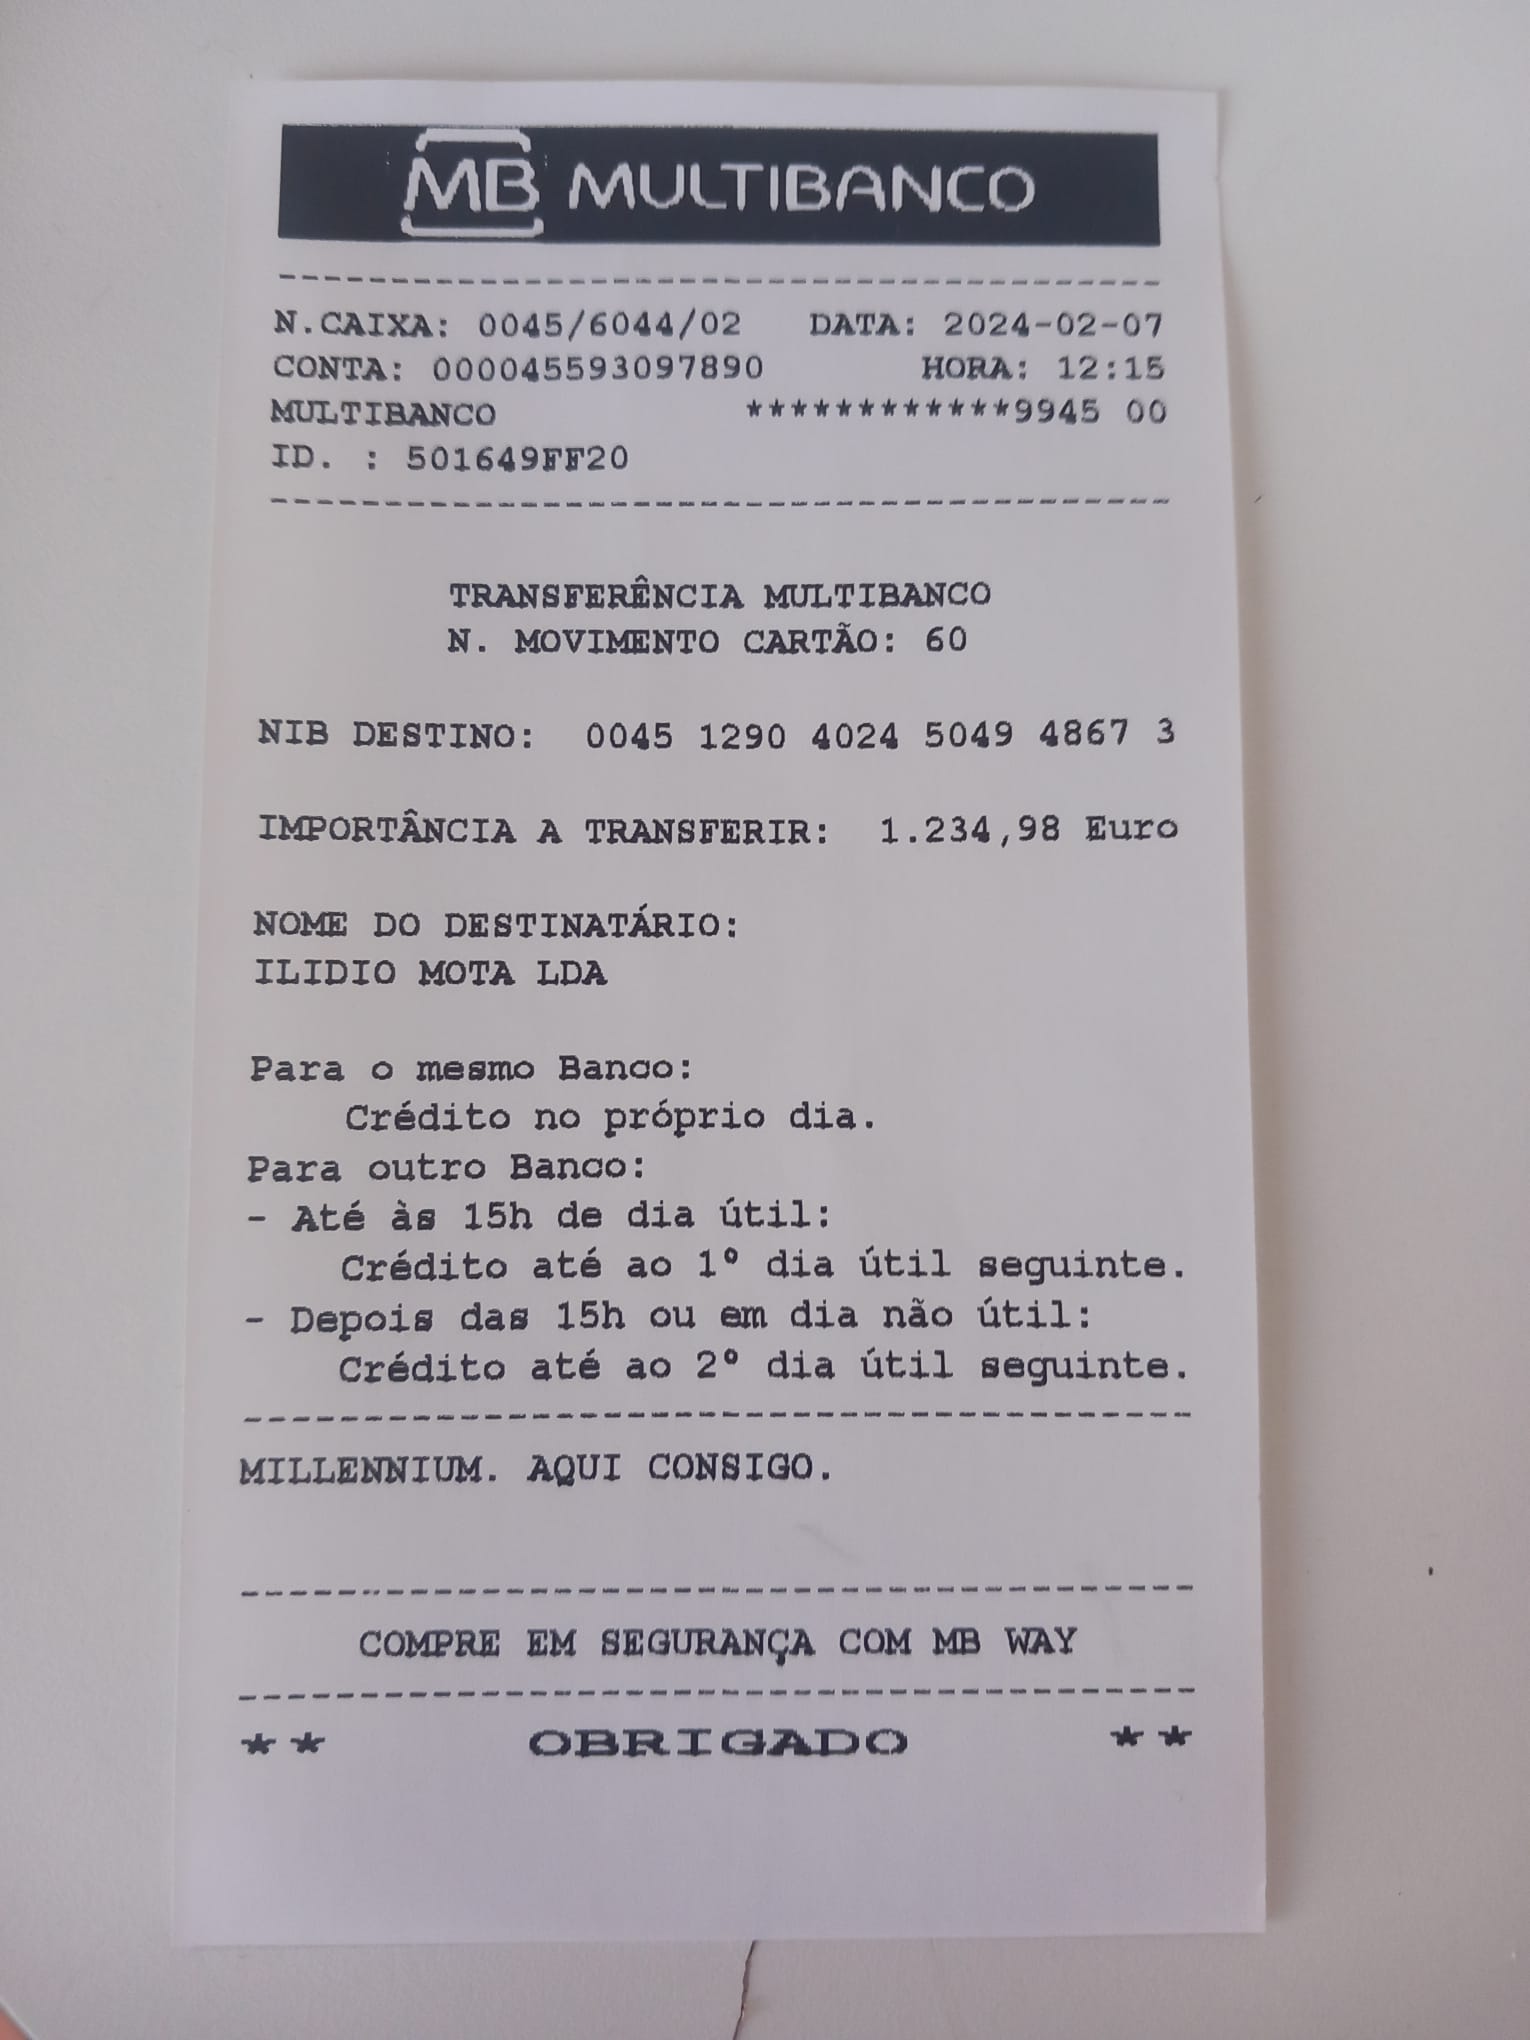 MB MULTIBANCO
N.CAIXA: 0045/6044/02 DATA: 2024-02-07
CONTA: 000045593097890 HORA: 12:15
MULTIBANCO ************9945 00
ID. : 501649FF20
TRANSFERÊNCIA MULTIBANCO
N. MOVIMENTO CARTÃO: 60
NIB DESTINO: 0045 1290 4024 5049 4867 3
IMPORTÂNCIA A TRANSFERIR: 1.234,98 Euro
NOME DO DESTINATÁRIO:
ILIDIO MOTA LDA
Para o mesmo Banco:
Crédito no próprio dia.
Para outro Banco:
- Até às 15h de dia útil:
Crédito até ao 1º dia útil seguinte.
- Depois das 15h ou em dia não útil:
Crédito até ao 2º dia útil seguinte.
MILLENNIUM. AQUI CONSIGO.
COMPRE EM SEGURANÇA COM MB WAY
** OBRIGADO **